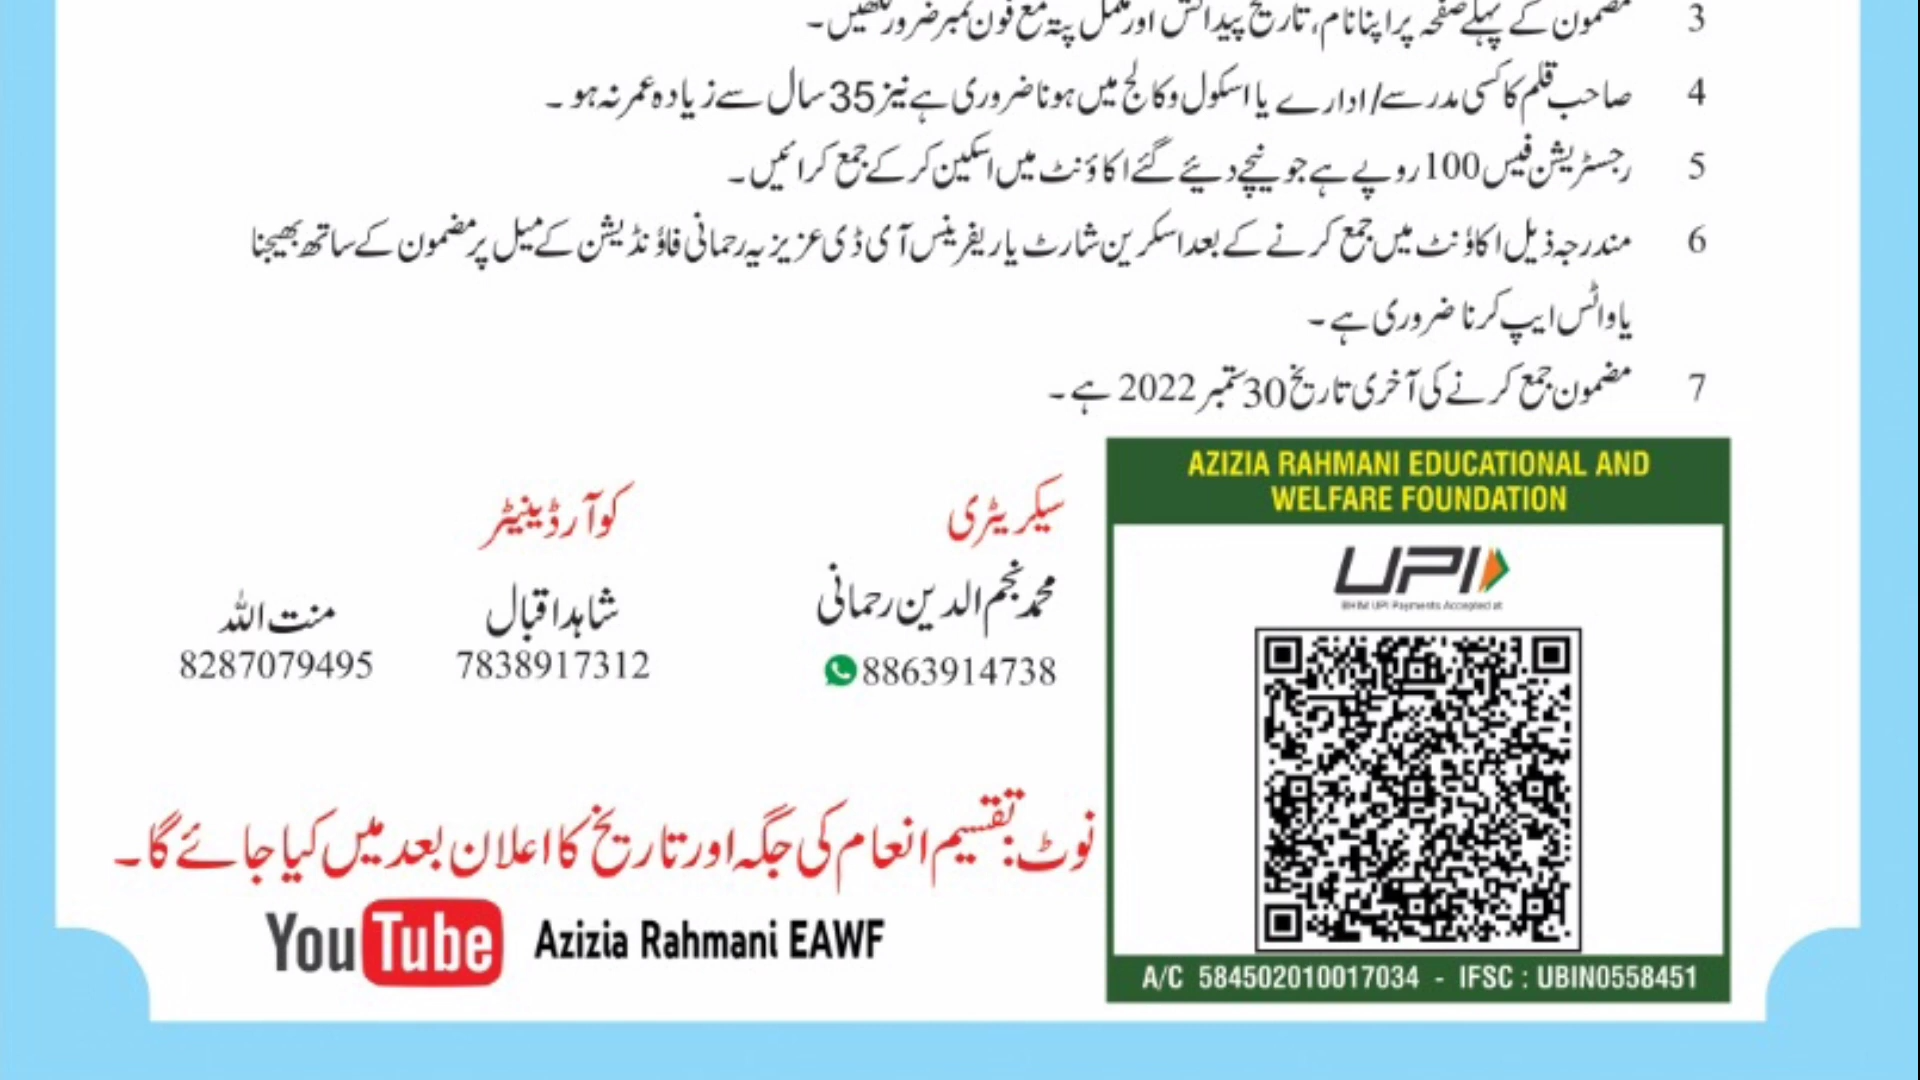 3 مضمون کے پہلے صفحہ پر اپنا نام، تاریخ پیدائش اور مکمل پتہ مع فون نمبر ضرور لکھیں۔
4 صاحب قلم کا کسی مدرسے/ ادارے یا اسکول و کالج میں ہونا ضروری ہے نیز 35 سال سے زیادہ عمر نہ ہو ۔
5 رجسٹریشن فیس 100 روپے ہے جو نیچے دیئے گئے اکاؤنٹ میں اسکین کر کے جمع کرائیں۔
6 مندرجہ ذیل اکاؤنٹ میں جمع کرنے کے بعد اسکرین شارٹ یا ریفرینس آئی ڈی عزیزیہ رحمانی فاؤنڈیشن کے میل پر مضمون کے ساتھ بھیجنا
یا واٹس ایپ کرنا ضروری ہے ۔
7 مضمون جمع کرنے کی آخری تاریخ 30 ستمبر 2022 ہے ۔
سیکریٹری
محمد نجم الدین رحمانی
8863914738
کوآرڈینیٹر
شاہد اقبال
7838917312
منت اللہ
8287079495
AZIZIA RAHMANI EDUCATIONAL AND
WELFARE FOUNDATION
UPI
BHIM UPI Payments Accepted at
A/C 584502010017034 - IFSC : UBIN0558451
نوٹ: تقسیم انعام کی جگہ اور تاریخ کا اعلان بعد میں کیا جائے گا۔
YouTube Azizia Rahmani EAWF